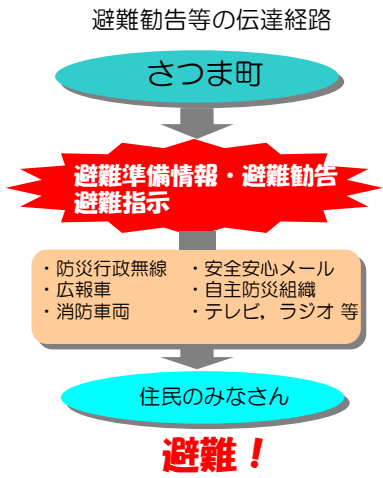 避難勧告等の伝達経路
さつま町
避難準備情報・避難勧告
避難指示
・防災行政無線　・安全安心メール
・広報車　・自主防災組織
・消防車両　・テレビ，ラジオ 等
住民のみなさん
避難！